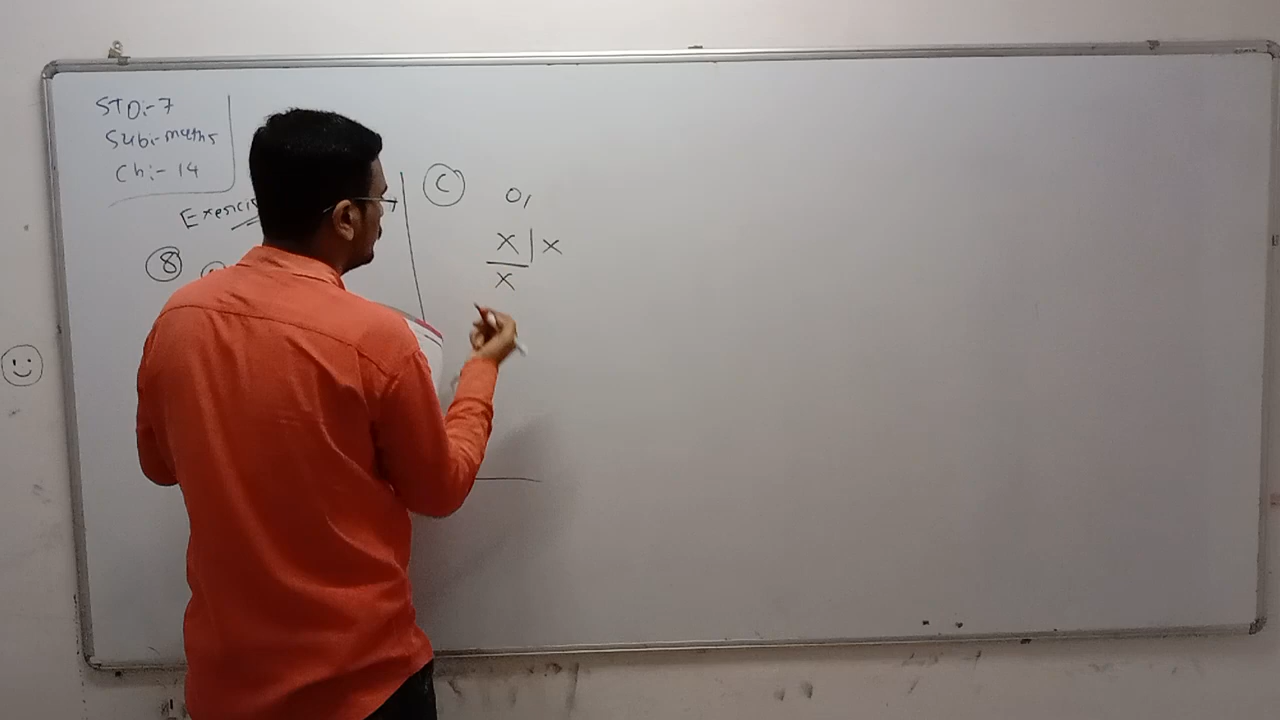 STD:- 7
Sub:- maths
Ch:- 14
Exercis
8
C
0,
X | X
X